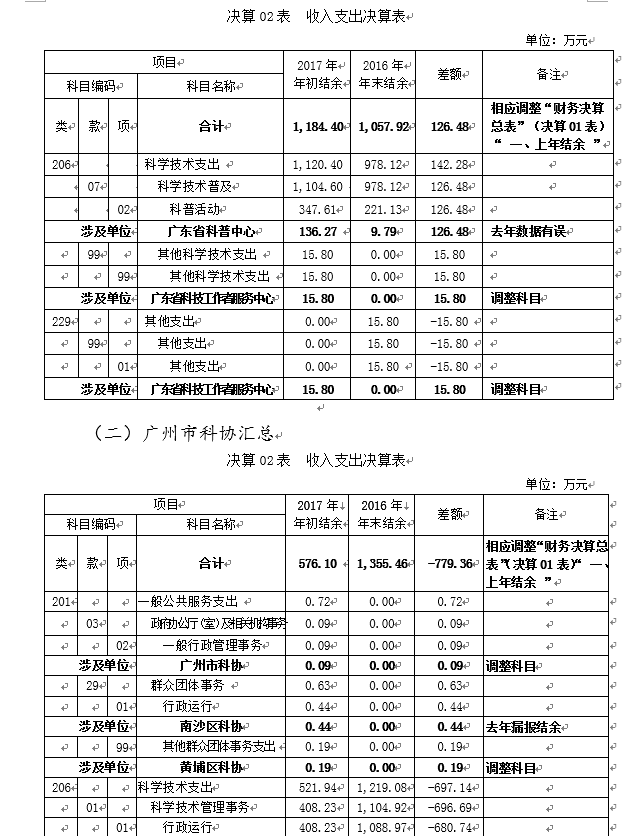 决算 02 表 收入支出决算表
单位：万元
项目 2017 年 年初结余 2016 年 年末结余 差额 备注
科目编码 科目名称
类 款 项 合计 1,184.40 1,057.92 126.48 相应调整“财务决算总表”（决算 01 表）“ 一、上年结余 ”
206 科学技术支出 1,120.40 978.12 142.28
07 科学技术普及 1,104.60 978.12 126.48
02 科普活动 347.61 221.13 126.48
涉及单位 广东省科普中心 136.27 9.79 126.48 去年数据有误
99 其他科学技术支出 15.80 0.00 15.80
99 其他科学技术支出 15.80 0.00 15.80
涉及单位 广东省科技工作者服务中心 15.80 0.00 15.80 调整科目
229 其他支出 0.00 15.80 -15.80
99 其他支出 0.00 15.80 -15.80
01 其他支出 0.00 15.80 -15.80
涉及单位 广东省科技工作者服务中心 15.80 0.00 15.80 调整科目
（二）广州市科协汇总
决算 02 表 收入支出决算表
单位：万元
项目 2017 年 年初结余 2016 年 年末结余 差额 备注
科目编码 科目名称
类 款 项 合计 576.10 1,355.46 -779.36 相应调整“财务决算总表”（决算 01 表）“ 一、上年结余 ”
201 一般公共服务支出 0.72 0.00 0.72
03 政府办公厅(室)及相关机构事务 0.09 0.00 0.09
02 一般行政管理事务 0.09 0.00 0.09
涉及单位 广州市科协 0.09 0.00 0.09 调整科目
29 群众团体事务 0.63 0.00 0.63
01 行政运行 0.44 0.00 0.44
涉及单位 南沙区科协 0.44 0.00 0.44 去年漏报结余
99 其他群众团体事务支出 0.19 0.00 0.19
涉及单位 黄埔区科协 0.19 0.00 0.19 调整科目
206 科学技术支出 521.94 1,219.08 -697.14
01 科学技术管理事务 408.23 1,104.92 -696.69
01 行政运行 408.23 1,088.97 -680.74